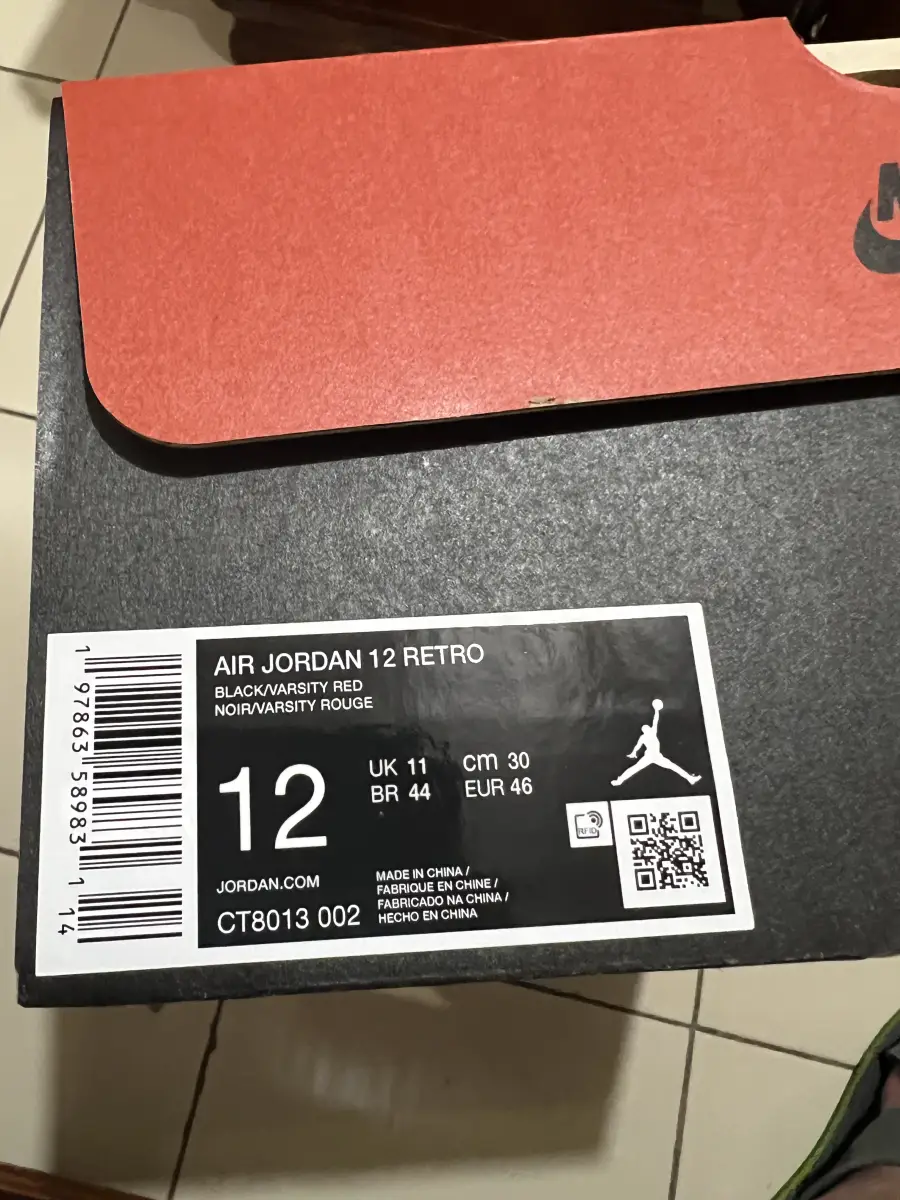 AIR JORDAN 12 RETRO
BLACK/VARSITY RED
NOIR/VARSITY ROUGE
12
UK 11 cm 30
BR 44 EUR 46
JORDAN.COM
CT8013 002
MADE IN CHINA /
FABRIQUE EN CHINE /
FABRICADO NA CHINA /
HECHO EN CHINA
RFID
1 97863 58983 1 14